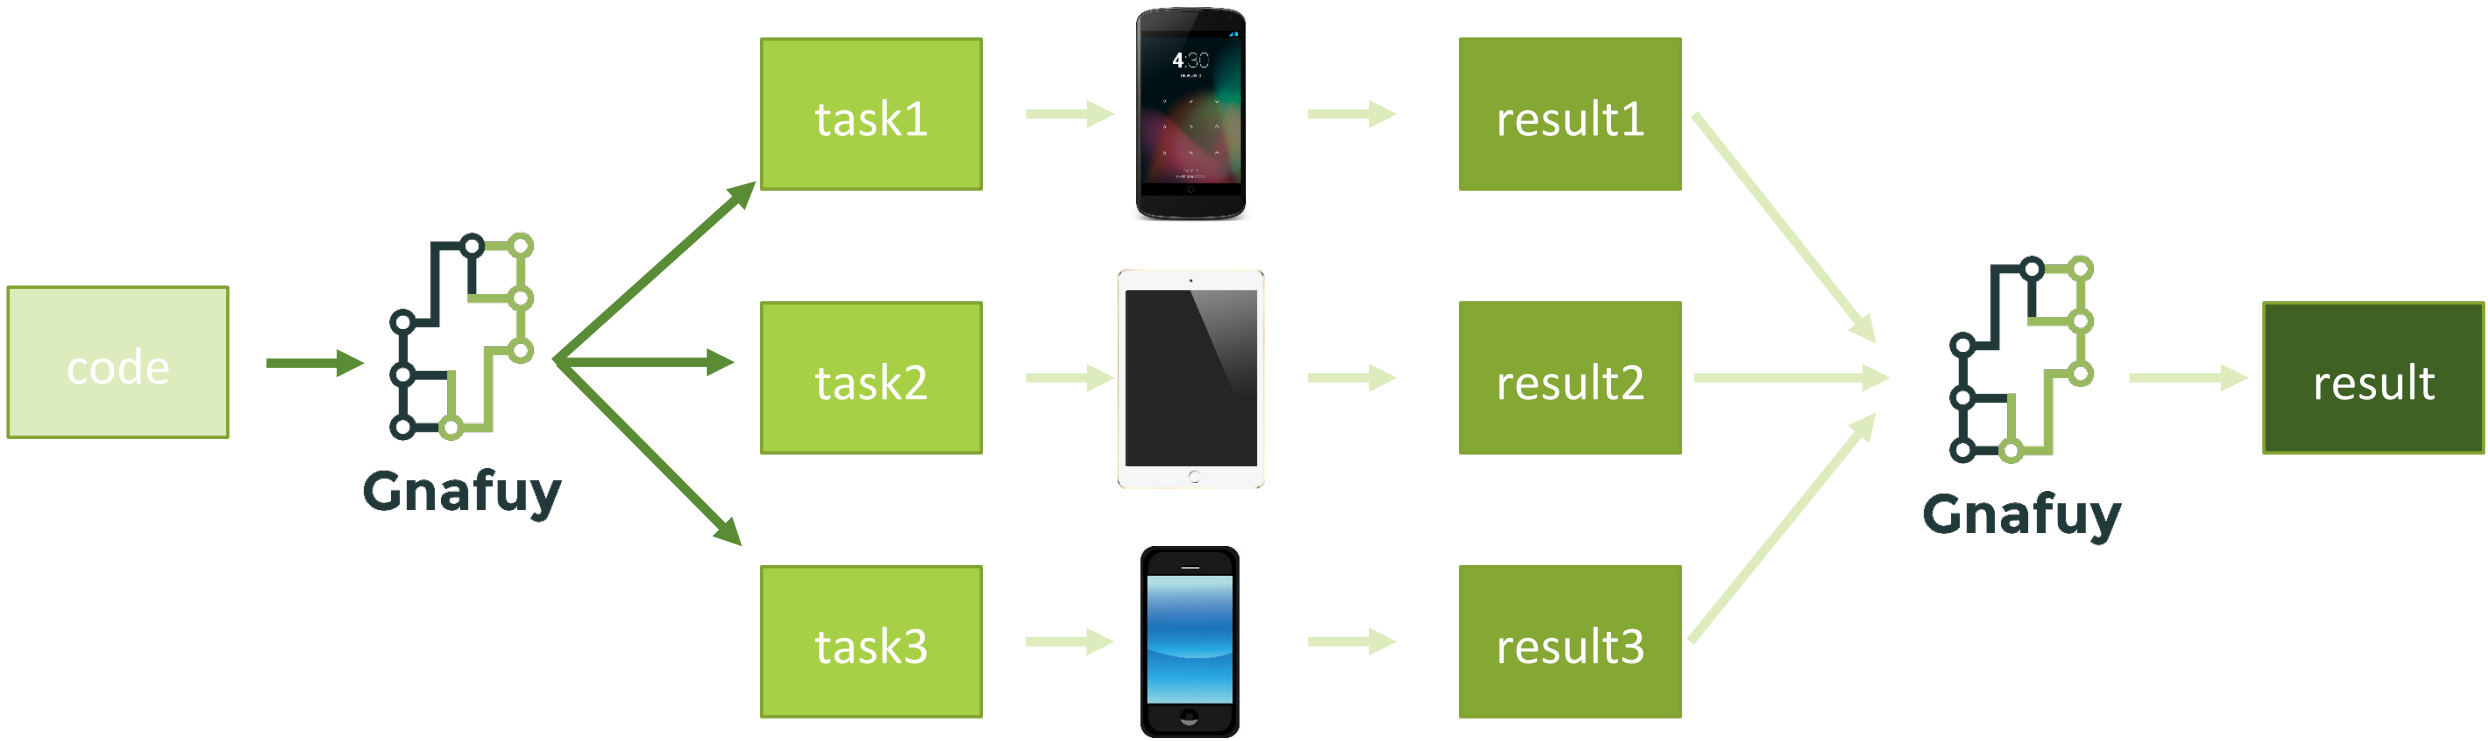 code
Gnafuy
task1
task2
task3
4:30
result1
result2
result3
Gnafuy
result